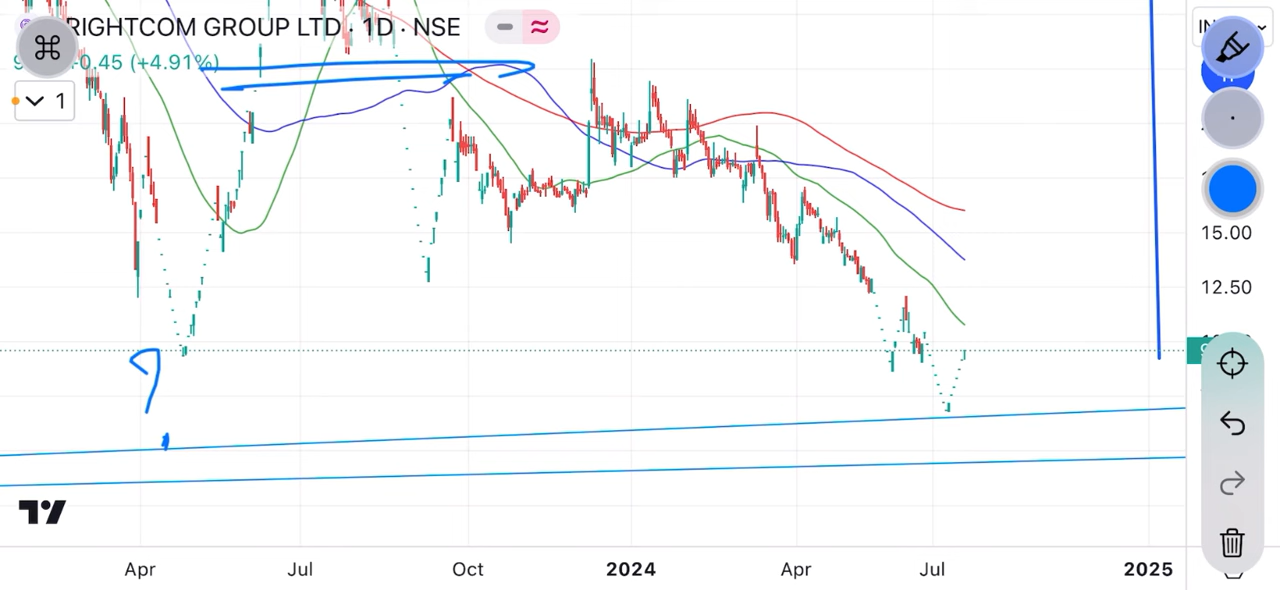 RIGHTCOM GROUP LTD · 1D · NSE
0.45 (+4.91%)
1
15.00
12.50
Apr Jul Oct 2024 Apr Jul 2025